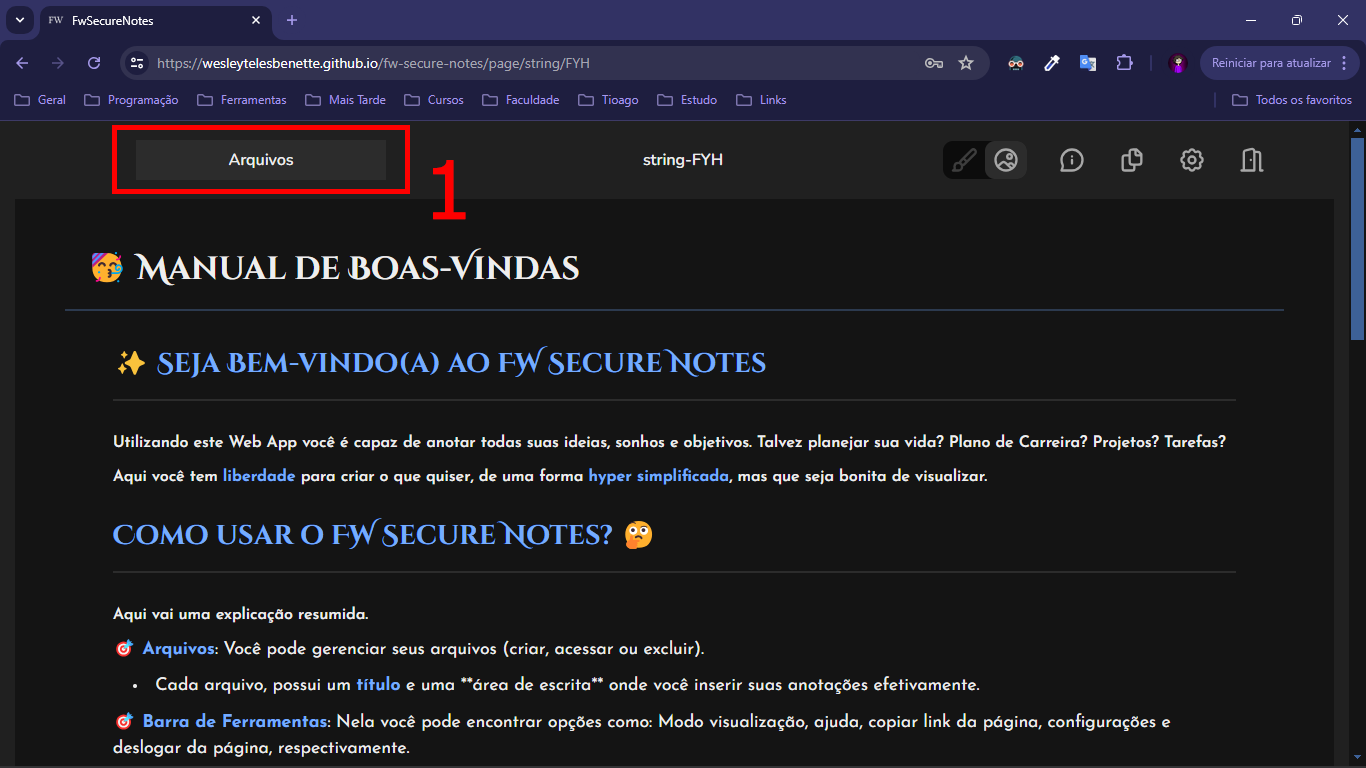 FW FwSecureNotes
https://wesleytelesbenette.github.io/fw-secure-notes/page/string/FYH
Reiniciar para atualizar
Geral Programação Ferramentas Mais Tarde Cursos Faculdade Tioago Estudo Links Todos os favoritos
Arquivos string-FYH
1
Manual de Boas-Vindas
Seja Bem-vindo(a) ao FW Secure Notes
Utilizando este Web App você é capaz de anotar todas suas ideias, sonhos e objetivos. Talvez planejar sua vida? Plano de Carreira? Projetos? Tarefas?
Aqui você tem liberdade para criar o que quiser, de uma forma hyper simplificada, mas que seja bonita de visualizar.
Como usar o FW Secure Notes?
Aqui vai uma explicação resumida.
Arquivos: Você pode gerenciar seus arquivos (criar, acessar ou excluir).
• Cada arquivo, possui um título e uma **área de escrita** onde você inserir suas anotações efetivamente.
Barra de Ferramentas: Nela você pode encontrar opções como: Modo visualização, ajuda, copiar link da página, configurações e
deslogar da página, respectivamente.